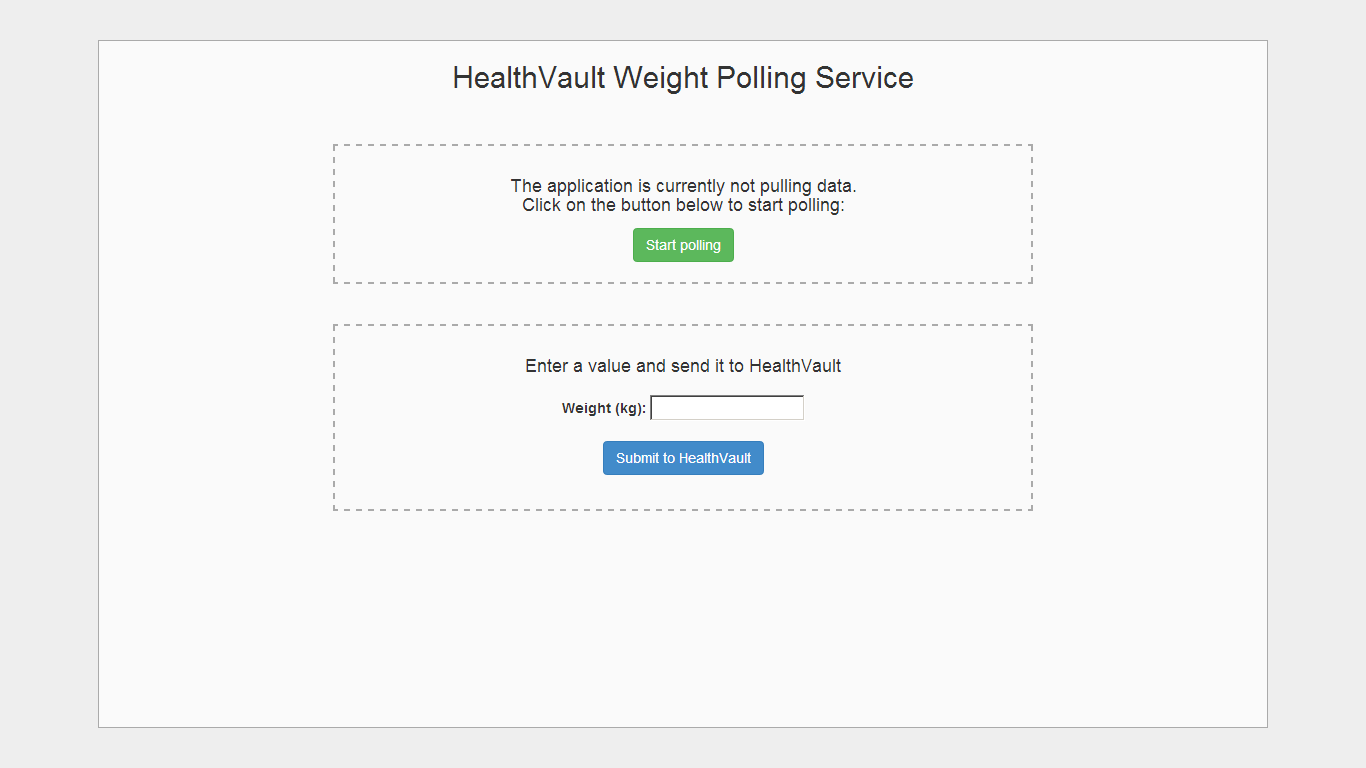 HealthVault Weight Polling Service
The application is currently not pulling data.
Click on the button below to start polling:
Start polling
Enter a value and send it to HealthVault
Weight (kg):
Submit to HealthVault